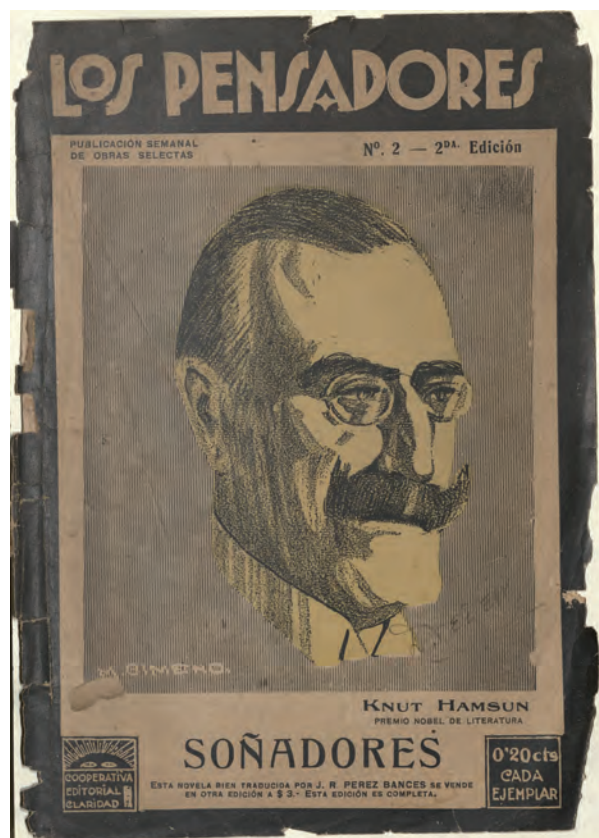 LOS PENSADORES
PUBLICACIÓN SEMANAL
DE OBRAS SELECTAS
Nº. 2 — 2DA. Edición
M. GIMENO.
KNUT HAMSUN
PREMIO NOBEL DE LITERATURA
SOÑADORES
COOPERATIVA
EDITORIAL
CLARIDAD
ESTA NOVELA BIEN TRADUCIDA POR J. R. PEREZ BANCES SE VENDE
EN OTRA EDICIÓN A $ 3.- ESTA EDICIÓN ES COMPLETA.
0'20 cts
CADA
EJEMPLAR